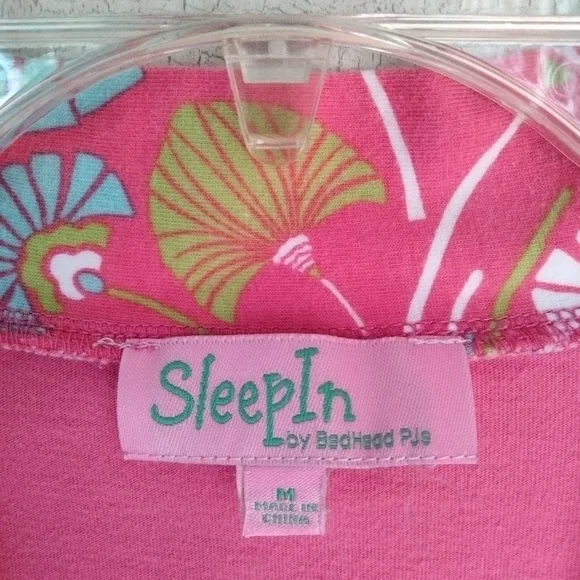 SleepIn
by BedHead PJs
M
MADE IN
CHINA